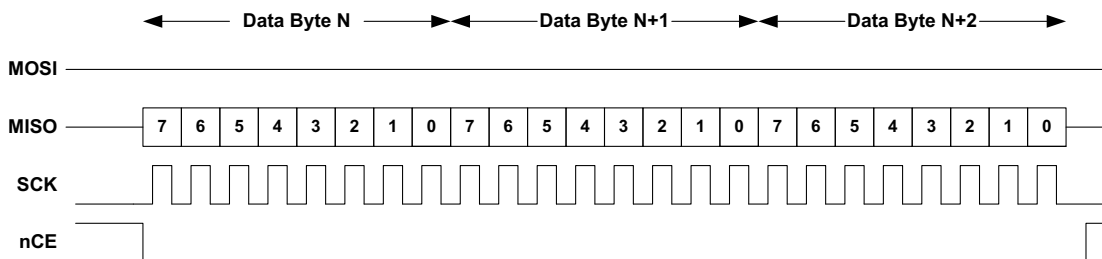 Data Byte N Data Byte N+1 Data Byte N+2
MOSI
MISO 7 6 5 4 3 2 1 0 7 6 5 4 3 2 1 0 7 6 5 4 3 2 1 0
SCK
nCE